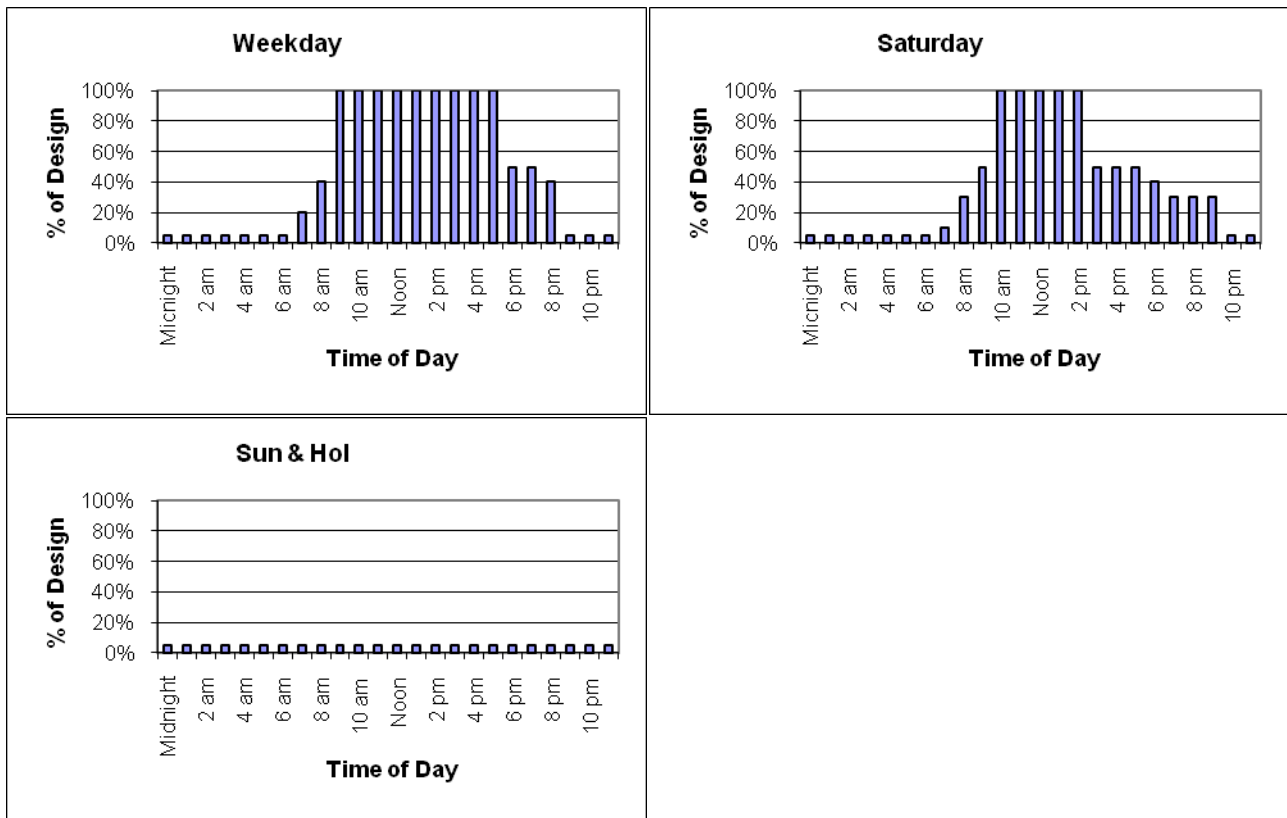 Weekday
% of Design
100%
80%
60%
40%
20%
0%
Micnight
2 am
4 am
6 am
8 am
10 am
Noon
2 pm
4 pm
6 pm
8 pm
10 pm
Time of Day
Saturday
% of Design
100%
80%
60%
40%
20%
0%
Micnight
2 am
4 am
6 am
8 am
10 am
Noon
2 pm
4 pm
6 pm
8 pm
10 pm
Time of Day
Sun & Hol
% of Design
100%
80%
60%
40%
20%
0%
Midnight
2 am
4 am
6 am
8 am
10 am
Noon
2 pm
4 pm
6 pm
8 pm
10 pm
Time of Day